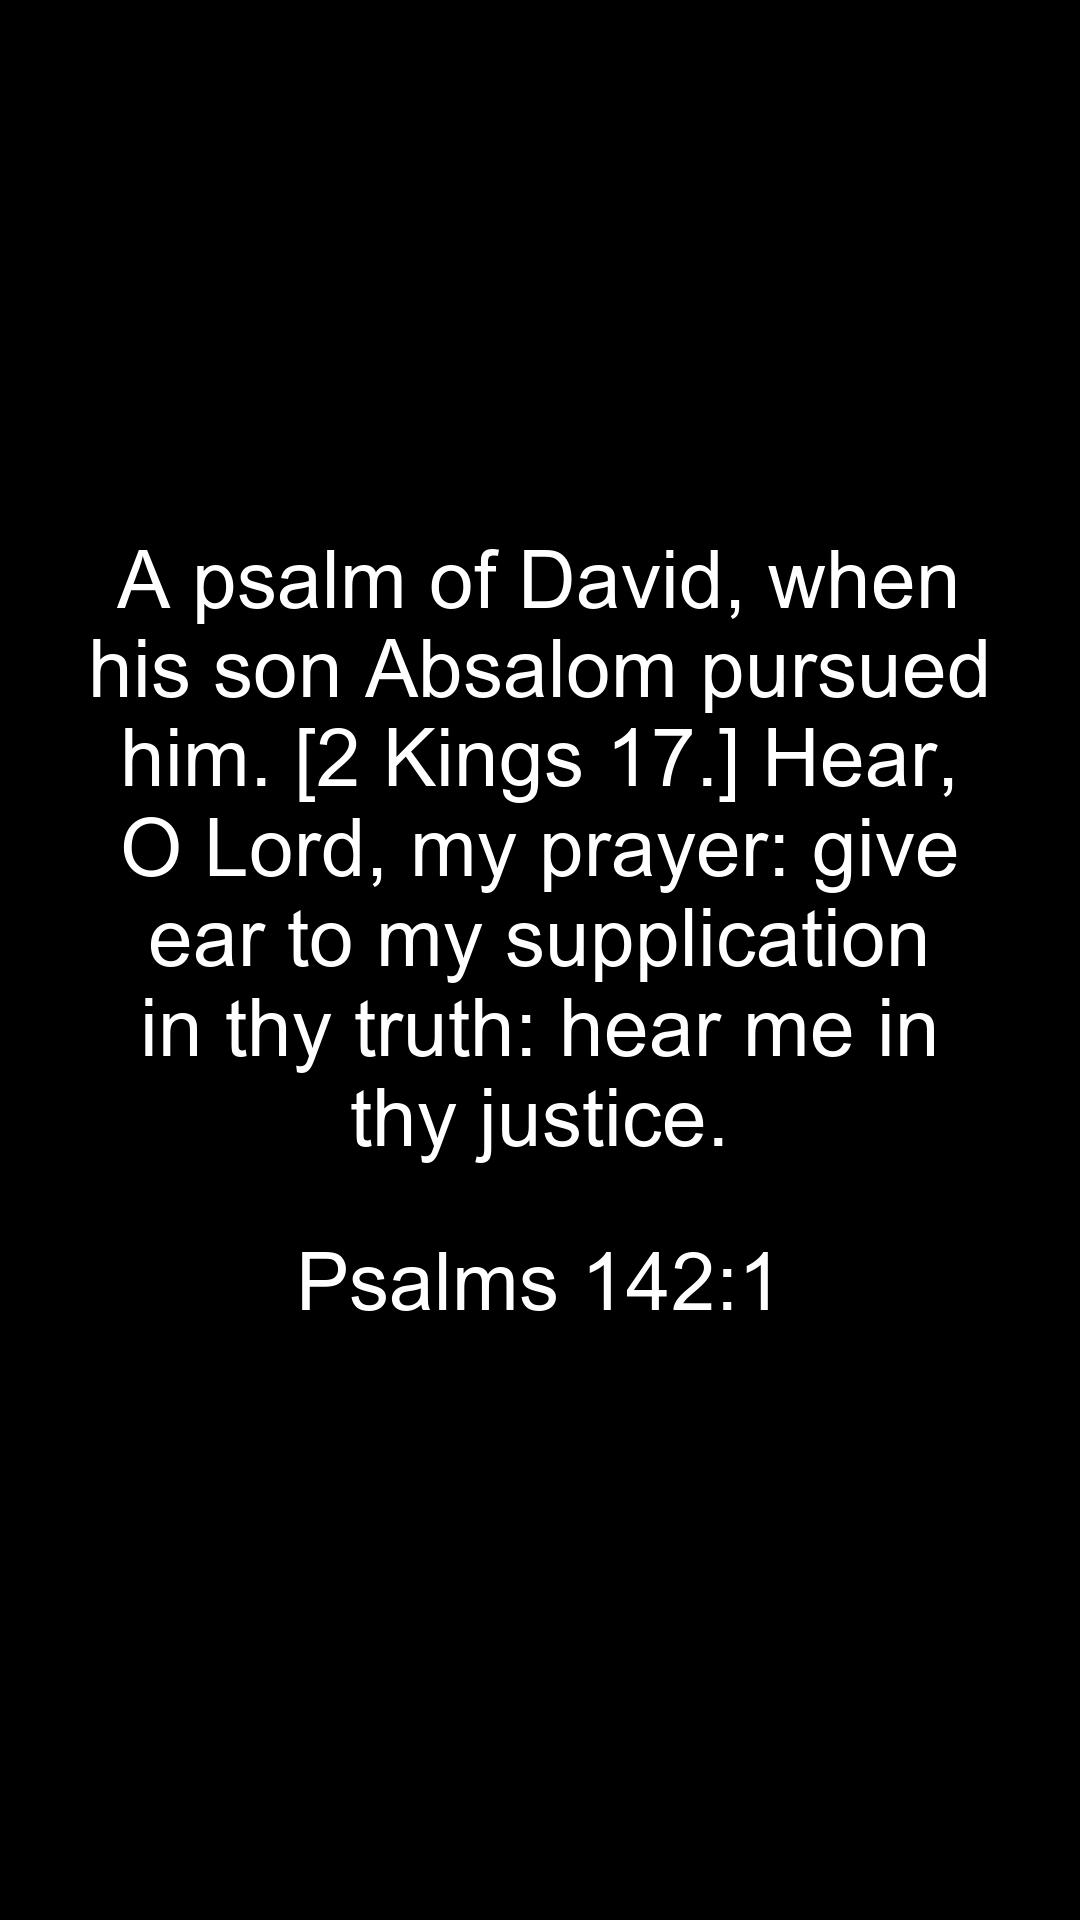 A psalm of David, when
his son Absalom pursued
him. [2 Kings 17.] Hear,
O Lord, my prayer: give
ear to my supplication
in thy truth: hear me in
thy justice.
Psalms 142:1